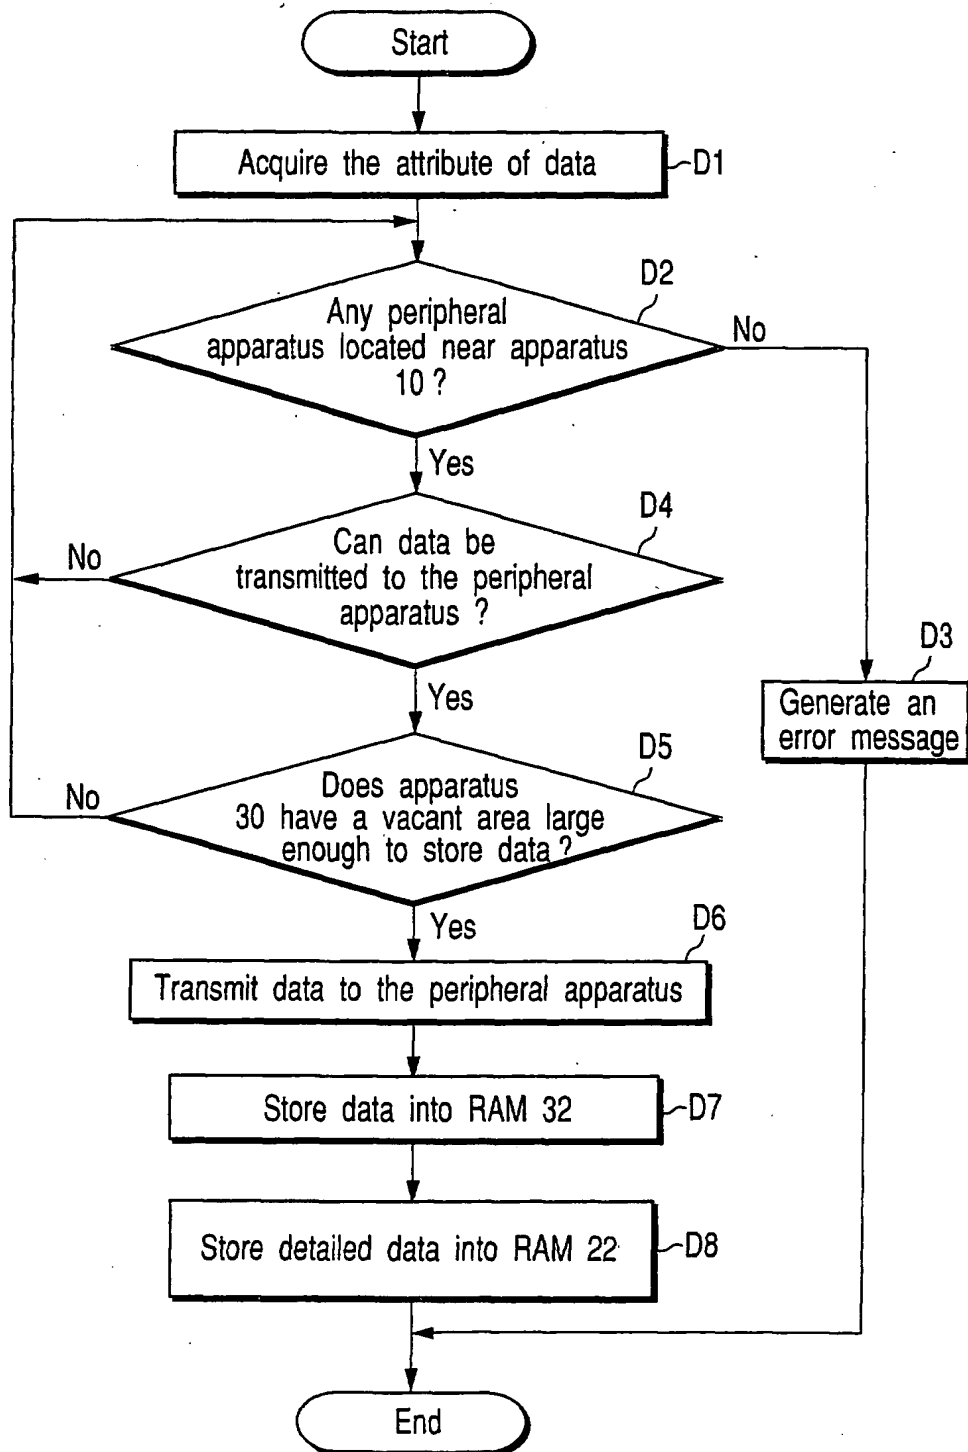 Start
Acquire the attribute of data
D1
D2
Any peripheral
apparatus located near apparatus
10 ?
No
Yes
D4
Can data be
transmitted to the peripheral
apparatus ?
No
Yes
D3
Generate an
error message
D5
Does apparatus
30 have a vacant area large
enough to store data ?
No
Yes
D6
Transmit data to the peripheral apparatus
Store data into RAM 32
D7
Store detailed data into RAM 22
D8
End